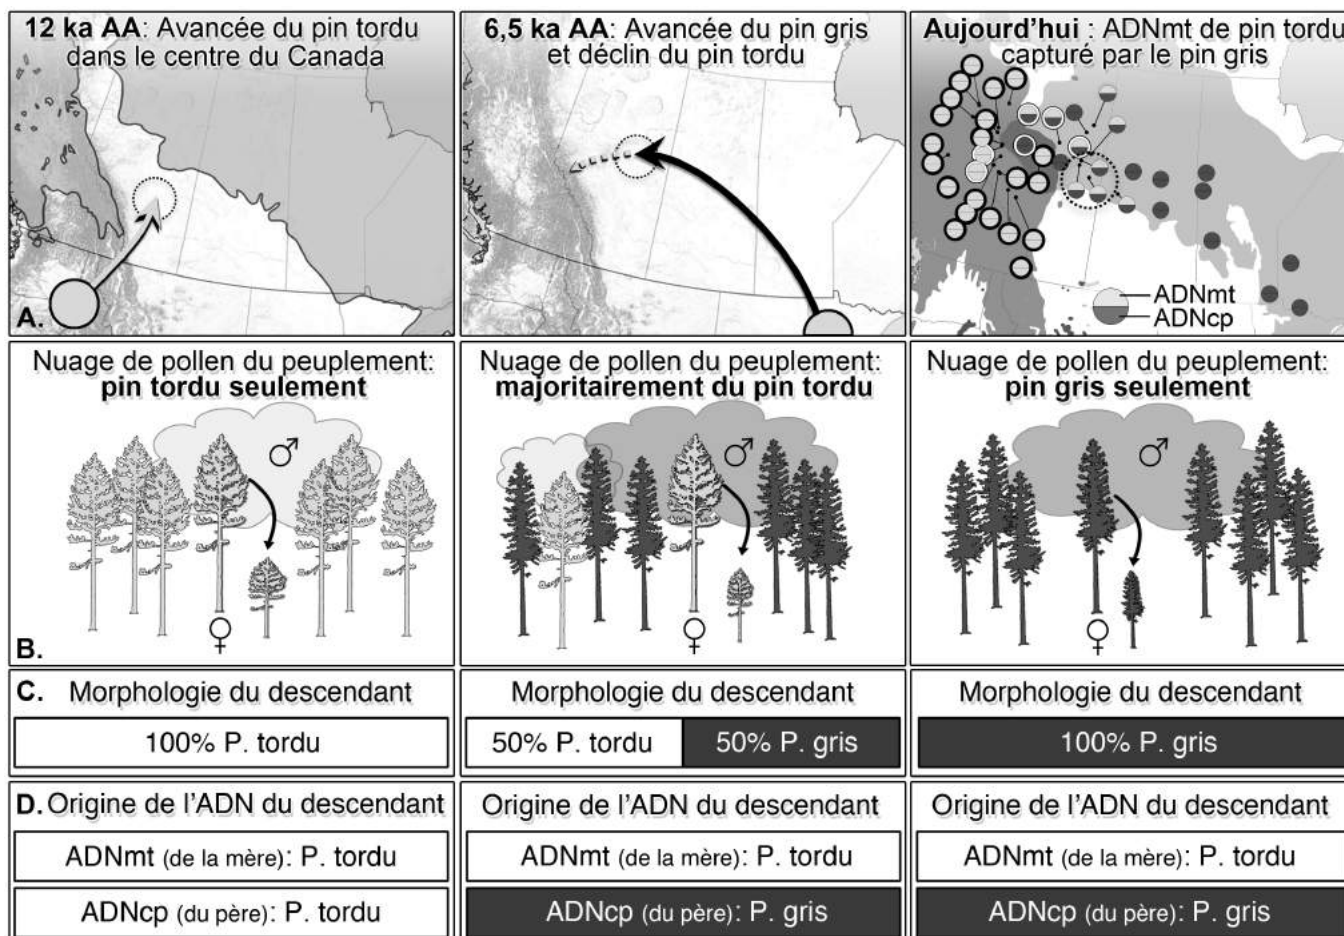 12 ka AA: Avancée du pin tordu
dans le centre du Canada
A.
6,5 ka AA: Avancée du pin gris
et déclin du pin tordu
Aujourd'hui : ADNmt de pin tordu
capturé par le pin gris
ADNmt
ADNcp
Nuage de pollen du peuplement:
pin tordu seulement
♂
♀
B.
Nuage de pollen du peuplement:
majoritairement du pin tordu
♂
♀
Nuage de pollen du peuplement:
pin gris seulement
♂
♀
C. Morphologie du descendant
100% P. tordu
Morphologie du descendant
50% P. tordu
50% P. gris
Morphologie du descendant
100% P. gris
D. Origine de l'ADN du descendant
ADNmt (de la mère): P. tordu
ADNcp (du père): P. tordu
Origine de l'ADN du descendant
ADNmt (de la mère): P. tordu
ADNcp (du père): P. gris
Origine de l'ADN du descendant
ADNmt (de la mère): P. tordu
ADNcp (du père): P. gris